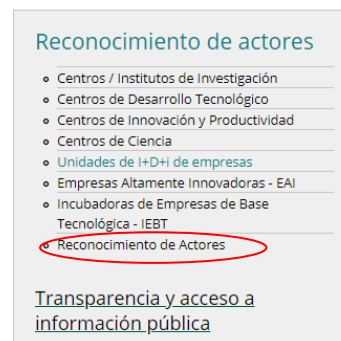 Reconocimiento de actores
Centros / Institutos de Investigación
Centros de Desarrollo Tecnológico
Centros de Innovación y Productividad
Centros de Ciencia
Unidades de I+D+i de empresas
Empresas Altamente Innovadoras - EAI
Incubadoras de Empresas de Base
Tecnológica - IEBT
Reconocimiento de Actores
Transparencia y acceso a
información pública